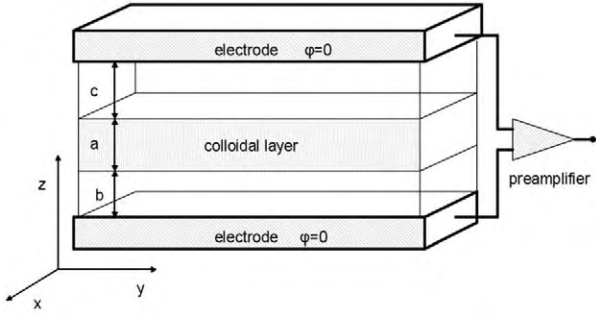 electrode φ=0
c
a
colloidal layer
b
z
preamplifier
electrode φ=0
x
y